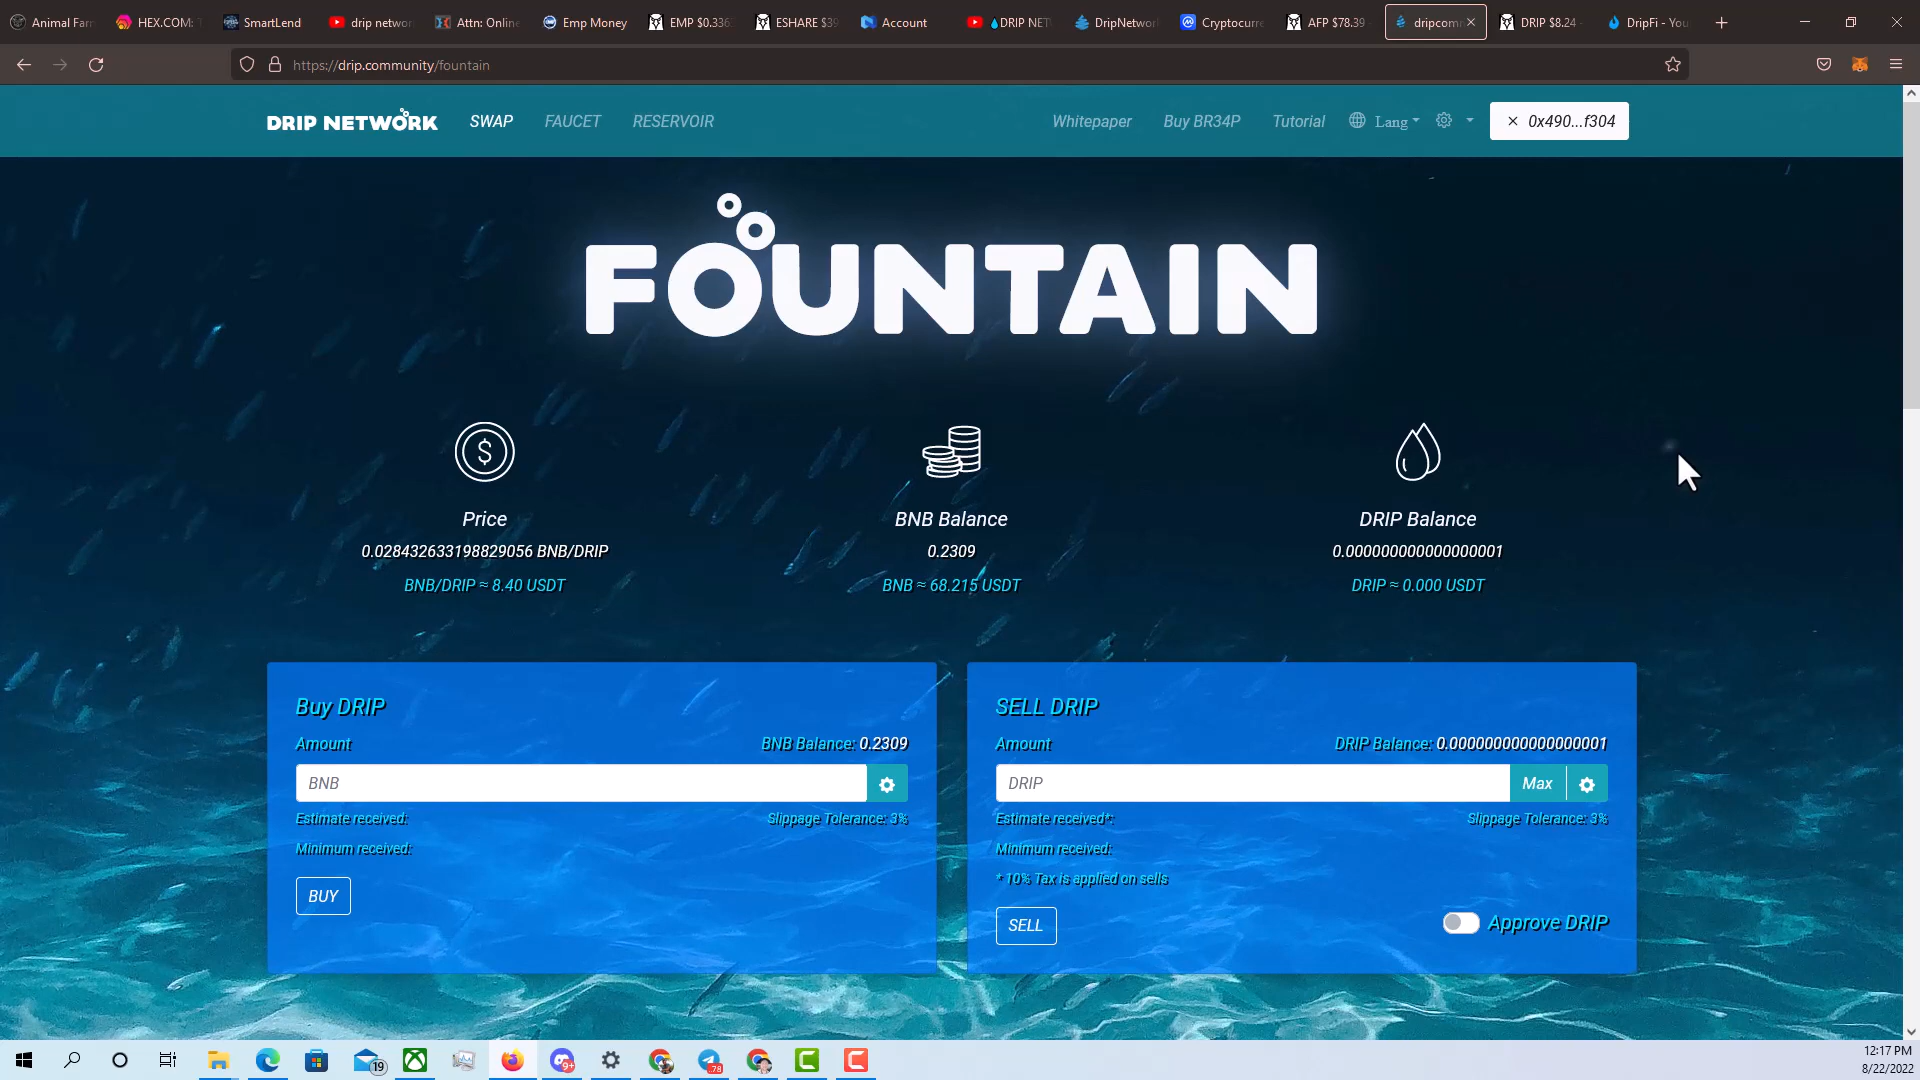 Animal Farm
HEX.COM: T
SmartLend
drip networ
Attn: Online
Emp Money
EMP $0.336
ESHARE $39
Account
DRIP NET
DripNetwor
Cryptocurre
AFP $78.39
dripcomm
DRIP $8.24 -
DripFi - You
https://drip.community/fountain
DRIP NETWORK
SWAP
FAUCET
RESERVOIR
Whitepaper
Buy BR34P
Tutorial
Lang
0x490...f304
FOUNTAIN
Price
0.028432633198829056 BNB/DRIP
BNB/DRIP ≈ 8.40 USDT
BNB Balance
0.2309
BNB ≈ 68.215 USDT
DRIP Balance
0.000000000000000001
DRIP ≈ 0.000 USDT
Buy DRIP
Amount
BNB Balance: 0.2309
BNB
Estimate received:
Slippage Tolerance: 3%
Minimum received:
BUY
SELL DRIP
Amount
DRIP Balance: 0.000000000000000001
DRIP
Max
Estimate received*:
Slippage Tolerance: 3%
Minimum received:
* 10% Tax is applied on sells
SELL
Approve DRIP
19
9+
78
12:17 PM
8/22/2022